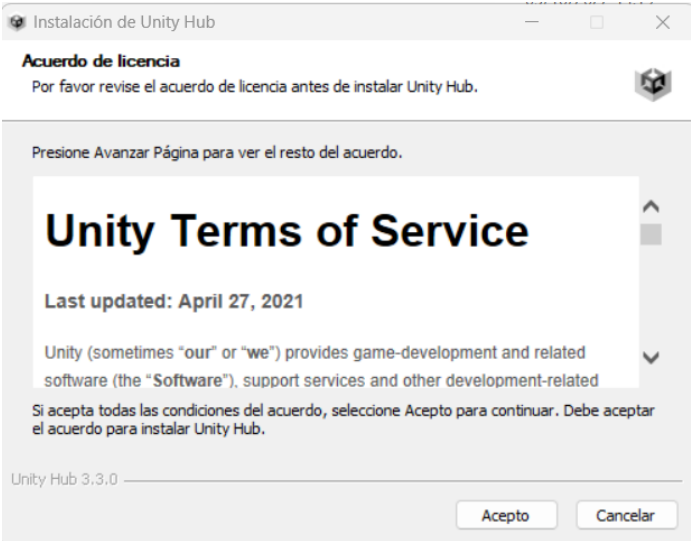 Instalación de Unity Hub
Acuerdo de licencia
Por favor revise el acuerdo de licencia antes de instalar Unity Hub.
Presione Avanzar Página para ver el resto del acuerdo.
Unity Terms of Service
Last updated: April 27, 2021
Unity (sometimes “our” or “we”) provides game-development and related
software (the “Software”), support services and other development-related
Si acepta todas las condiciones del acuerdo, seleccione Acepto para continuar. Debe aceptar
el acuerdo para instalar Unity Hub.
Unity Hub 3.3.0
Acepto Cancelar